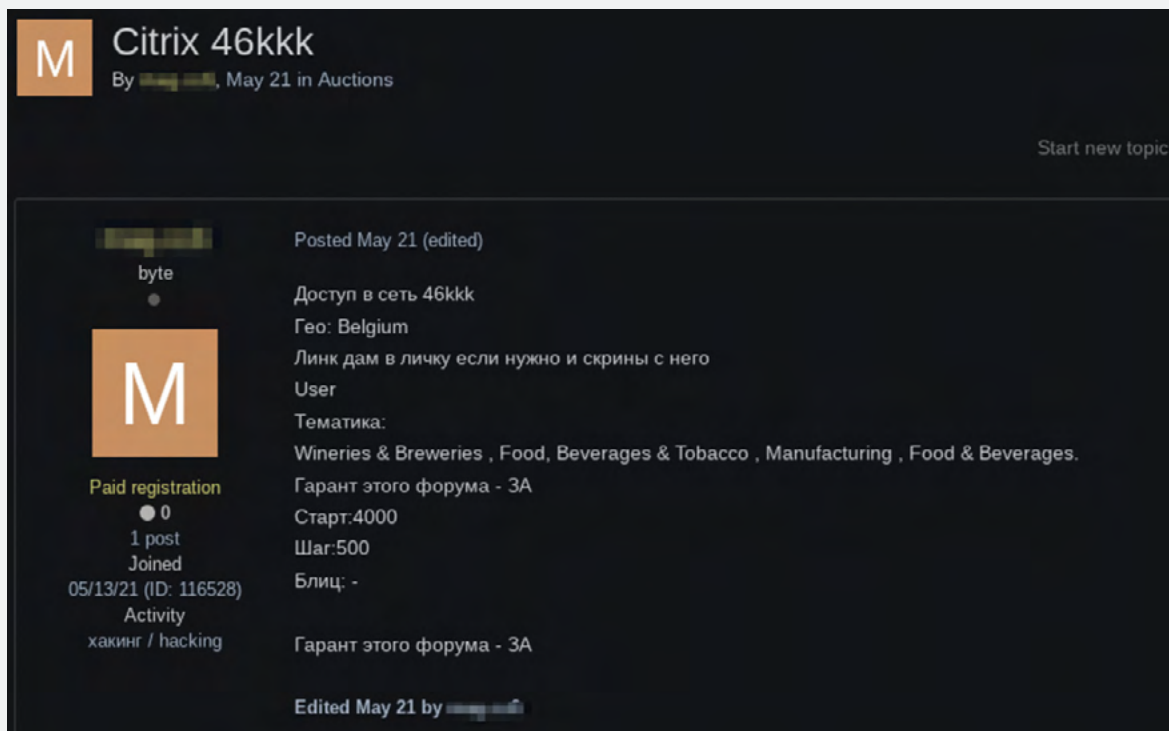 M
Citrix 46kkk
By , May 21 in Auctions
Start new topic
byte
M
Paid registration
0
1 post
Joined
05/13/21 (ID: 116528)
Activity
хакинг / hacking
Posted May 21 (edited)
Доступ в сеть 46kkk
Гео: Belgium
Линк дам в личку если нужно и скрины с него
User
Тематика:
Wineries & Breweries , Food, Beverages & Tobacco , Manufacturing , Food & Beverages.
Гарант этого форума - ЗА
Старт:4000
Шаг:500
Блиц: -
Гарант этого форума - ЗА
Edited May 21 by